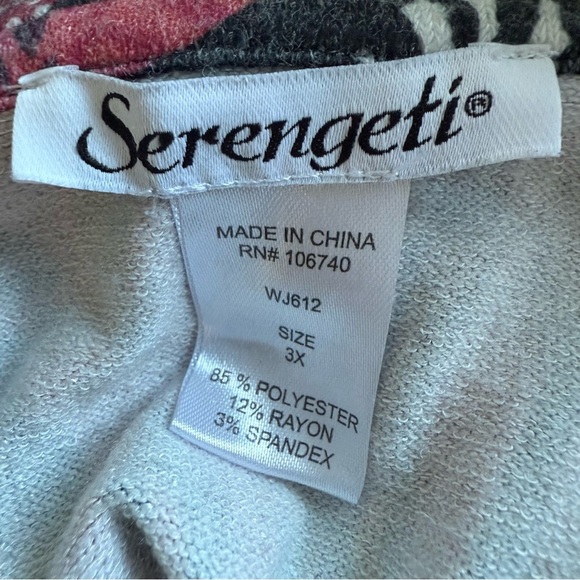 Serengeti®
MADE IN CHINA
RN# 106740
WJ612
SIZE
3X
85 % POLYESTER
12% RAYON
3% SPANDEX